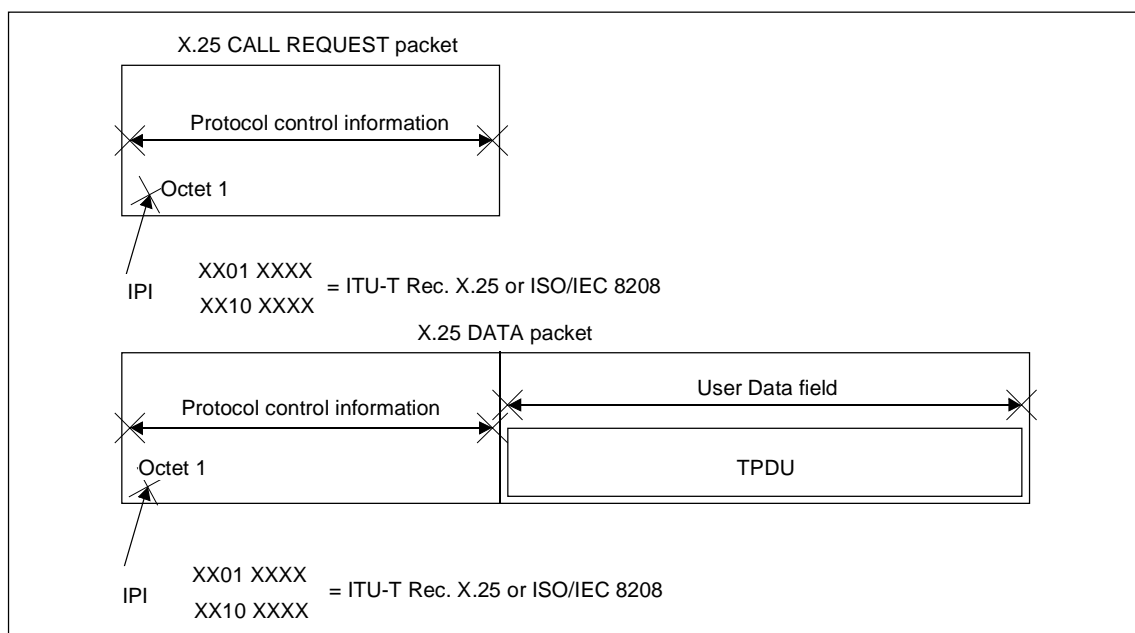 X.25 CALL REQUEST packet
Protocol control information
Octet 1
IPI
XX01 XXXX
XX10 XXXX
= ITU-T Rec. X.25 or ISO/IEC 8208
X.25 DATA packet
Protocol control information
User Data field
Octet 1
TPDU
IPI
XX01 XXXX
XX10 XXXX
= ITU-T Rec. X.25 or ISO/IEC 8208